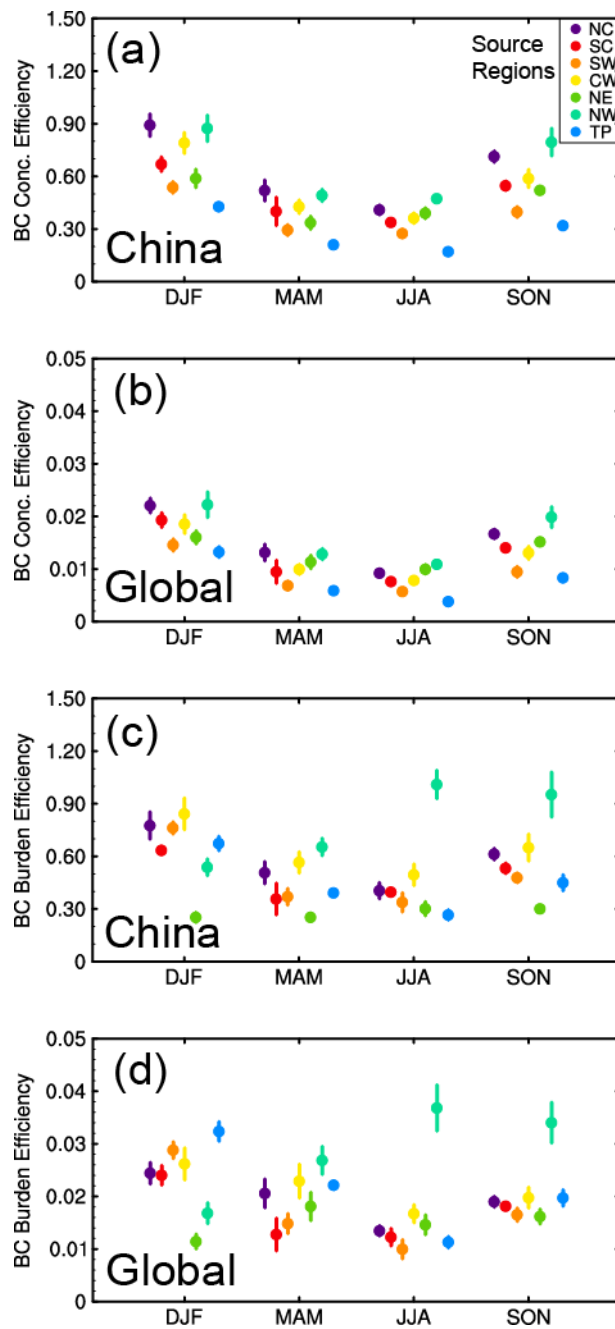 (a)
Source
Regions
NC
SC
SW
CW
NE
NW
TP
BC Conc. Efficiency
1.50
1.20
0.90
0.60
0.30
0
China
DJF MAM JJA SON
(b)
BC Conc. Efficiency
0.05
0.04
0.03
0.02
0.01
0
Global
DJF MAM JJA SON
(c)
BC Burden Efficiency
1.50
1.20
0.90
0.60
0.30
0
China
DJF MAM JJA SON
(d)
BC Burden Efficiency
0.05
0.04
0.03
0.02
0.01
0
Global
DJF MAM JJA SON